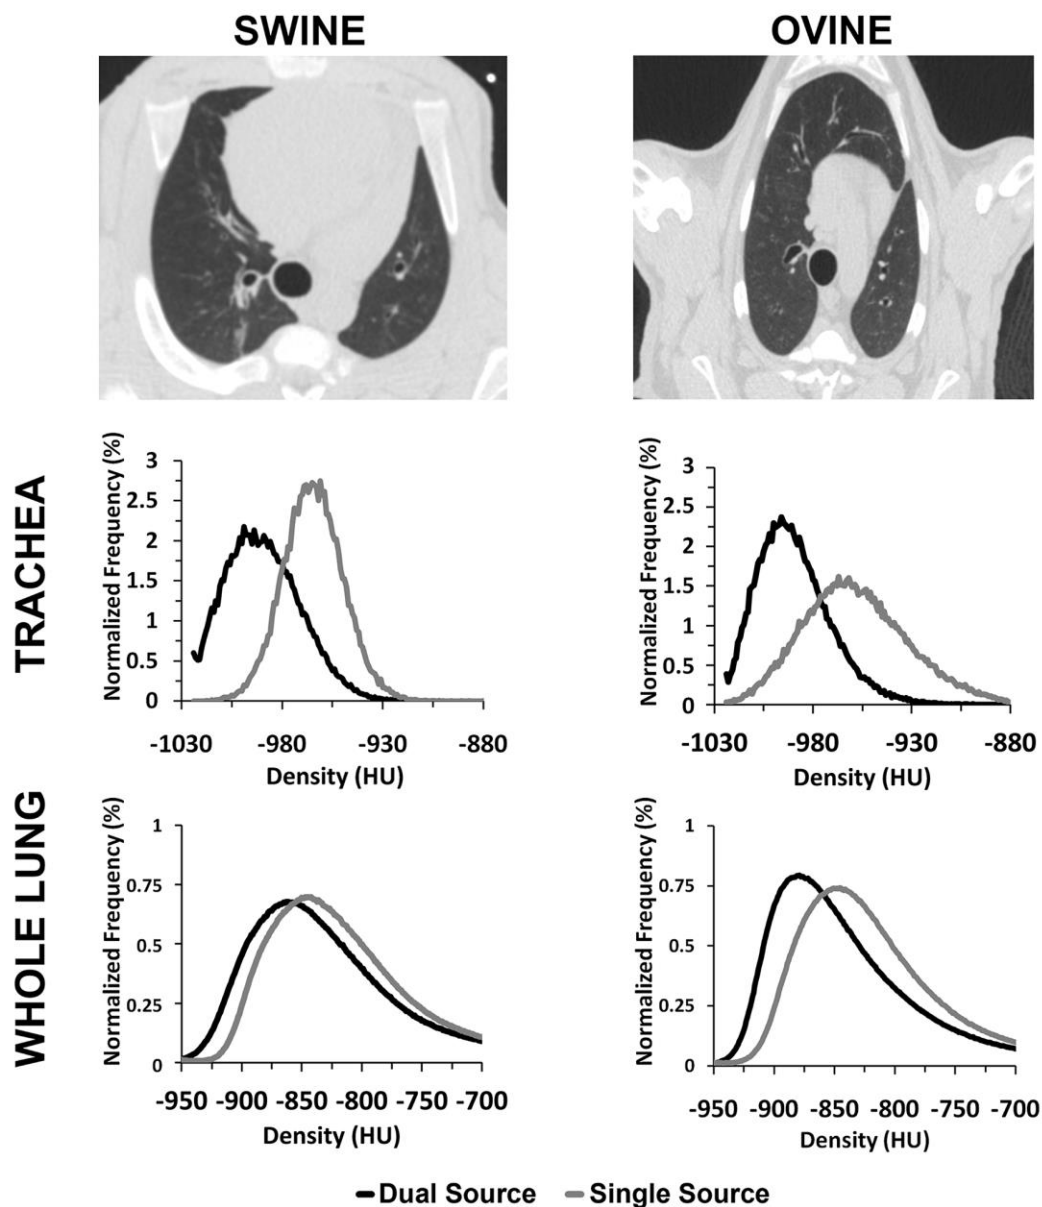 SWINE
OVINE
TRACHEA
Normalized Frequency (%)
3
2.5
2
1.5
1
0.5
0
-1030 -980 -930 -880
Density (HU)
Normalized Frequency (%)
3
2.5
2
1.5
1
0.5
0
-1030 -980 -930 -880
Density (HU)
WHOLE LUNG
Normalized Frequency (%)
1
0.75
0.5
0.25
0
-950 -900 -850 -800 -750 -700
Density (HU)
Normalized Frequency (%)
1
0.75
0.5
0.25
0
-950 -900 -850 -800 -750 -700
Density (HU)
Dual Source Single Source